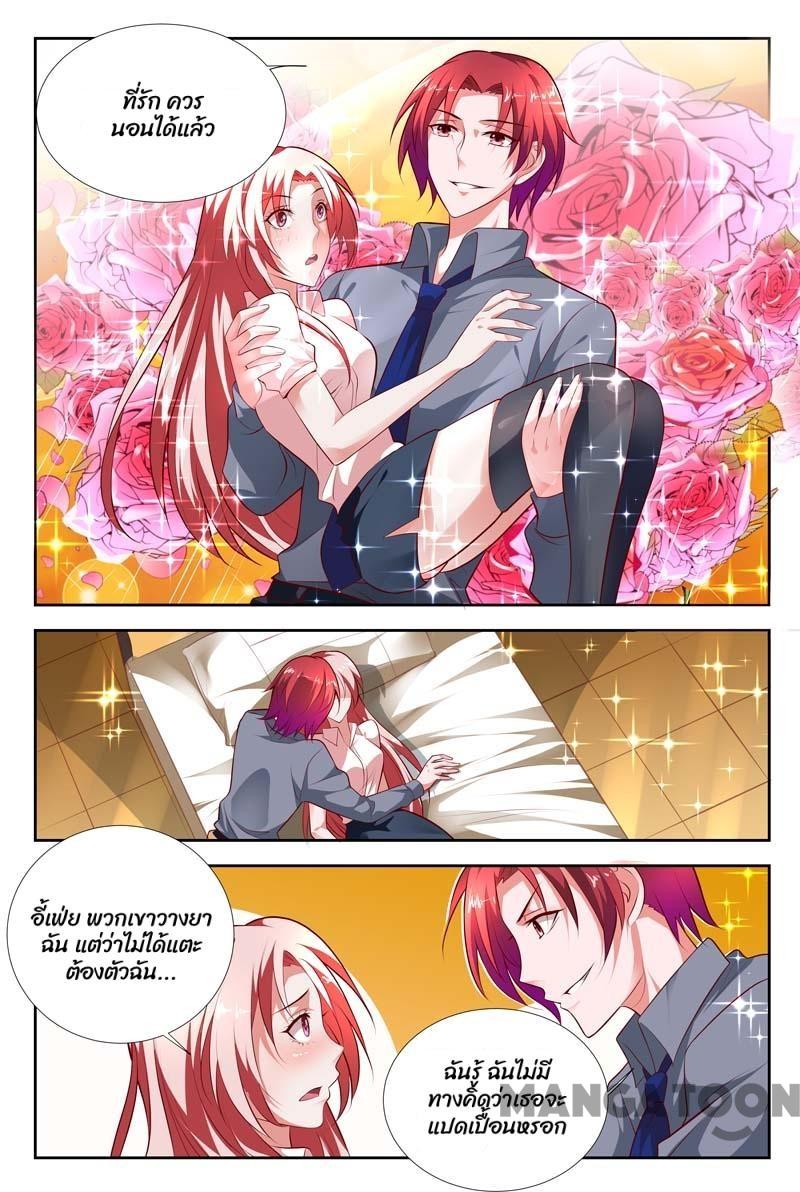 ที่รัก ควร
นอนได้แล้ว
อี้เฟ่ย พวกเขาวางยา
ฉัน แต่ว่าไม่ได้แตะ
ต้องตัวฉัน...
ฉันรู้ ฉันไม่มี
ทางคิดว่าเธอจะ
แปดเปื้อนหรอก
MANGATOON